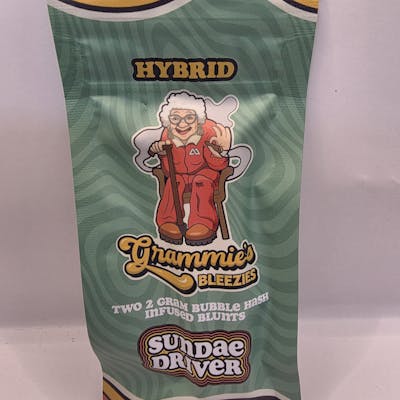 HYBRID
Grammie's
BLEEZIES
TWO 2 GRAM BUBBLE HASH
INFUSED BLUNTS
SUNDAE
DRIVER